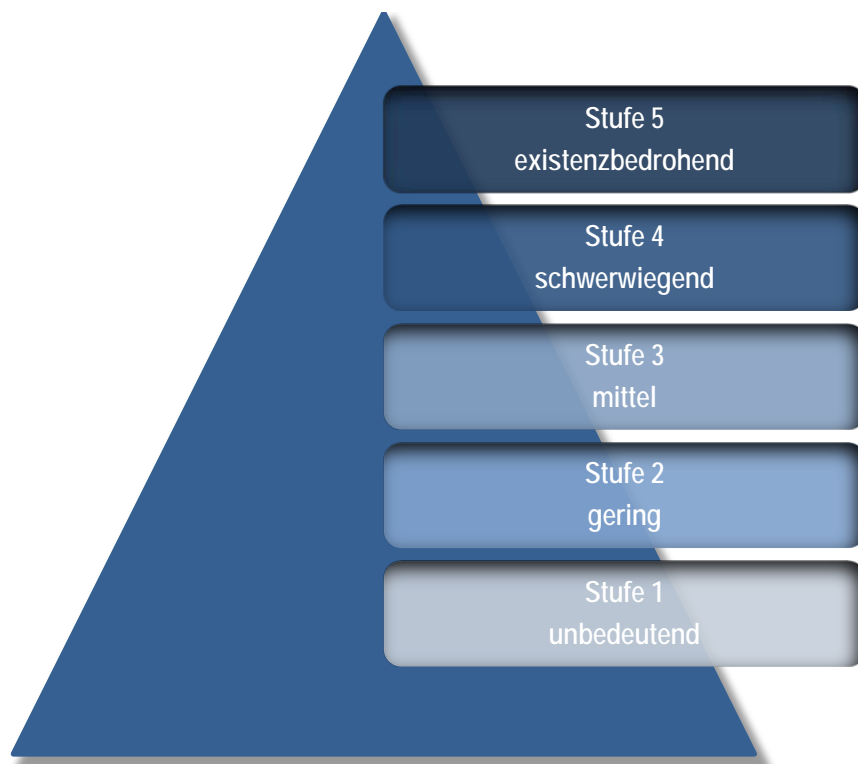 Stufe 5
existenzbedrohend
Stufe 4
schwerwiegend
Stufe 3
mittel
Stufe 2
gering
Stufe 1
unbedeutend